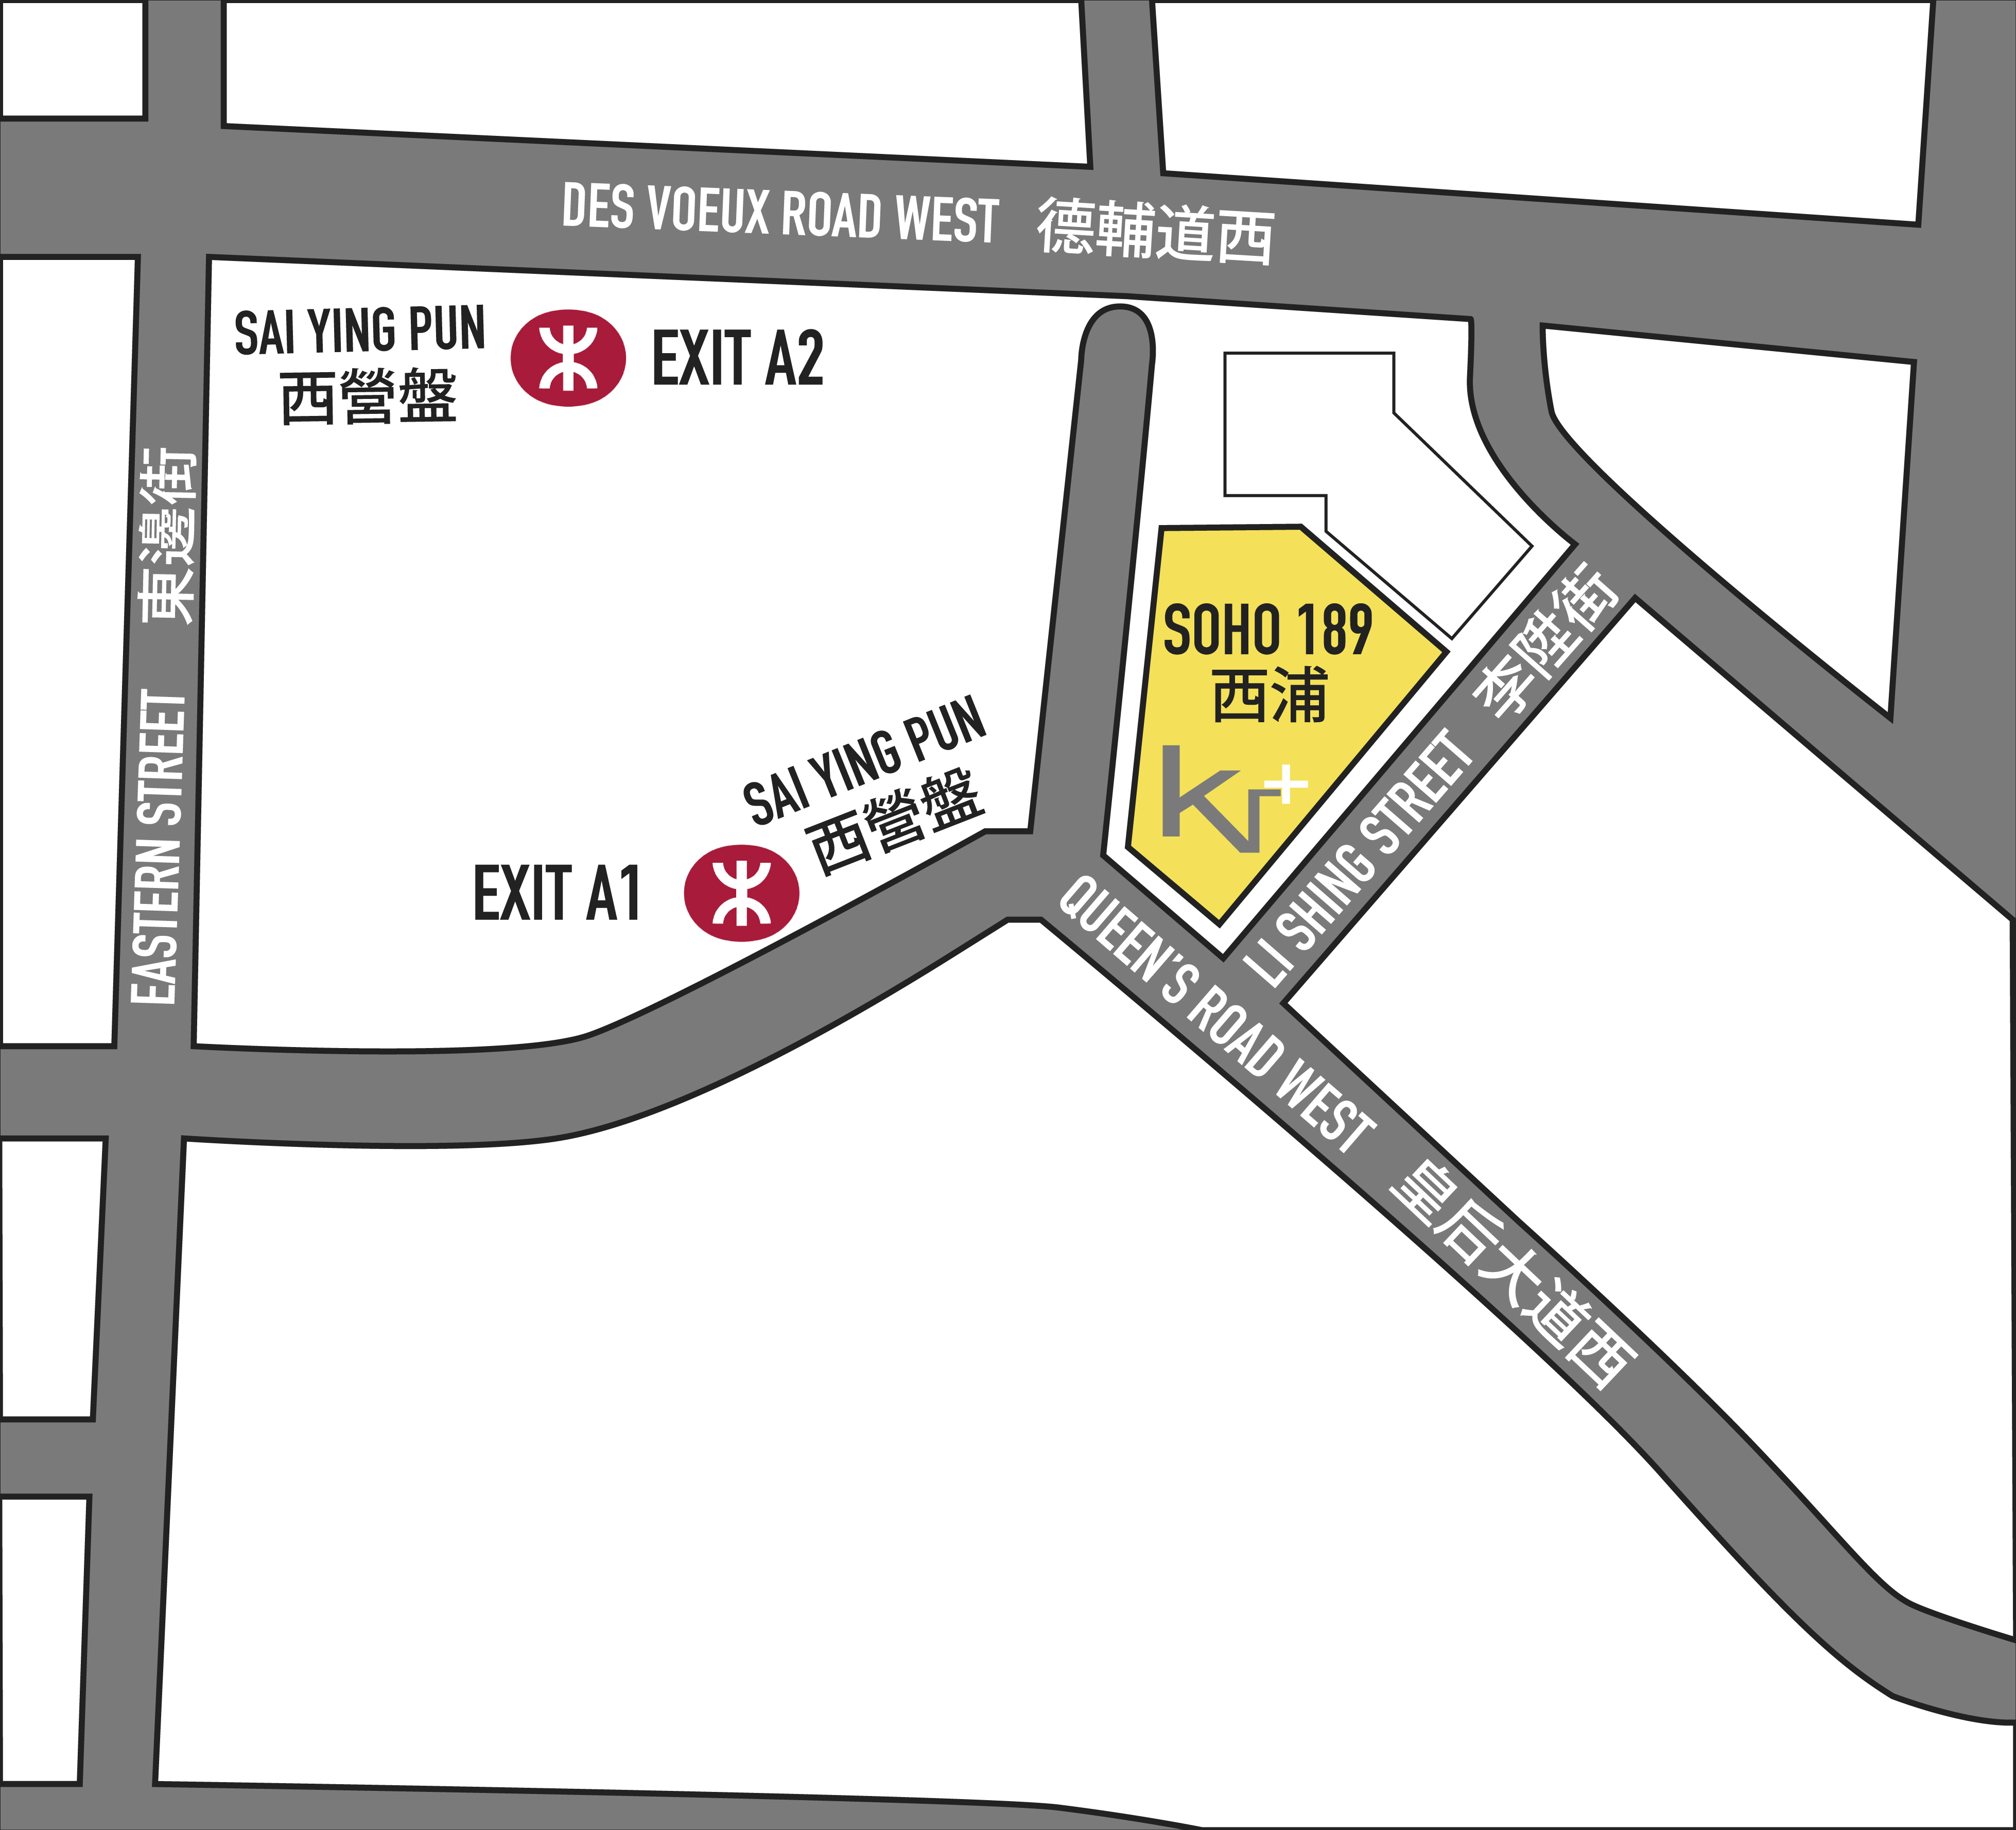 DES VOEUX ROAD WEST 德輔道西
SAI YING PUN
西營盤
EXIT A2
東邊街
EASTERN STREET
SOHO 189
西浦
Kr+
SAI YING PUN
西營盤
EXIT A1
LI SHING STREET 李陞街
QUEEN'S ROAD WEST 皇后大道西